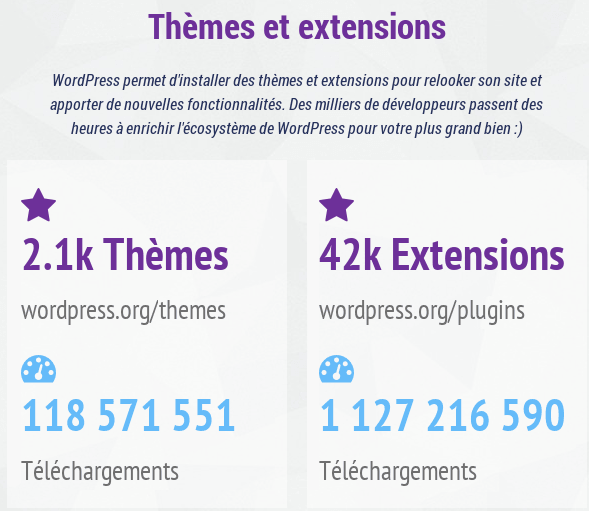 Thèmes et extensions
WordPress permet d'installer des thèmes et extensions pour relooker son site et
apporter de nouvelles fonctionnalités. Des milliers de développeurs passent des
heures à enrichir l'écosystème de WordPress pour votre plus grand bien :)
2.1k Thèmes
wordpress.org/themes
118 571 551
Téléchargements
42k Extensions
wordpress.org/plugins
1 127 216 590
Téléchargements